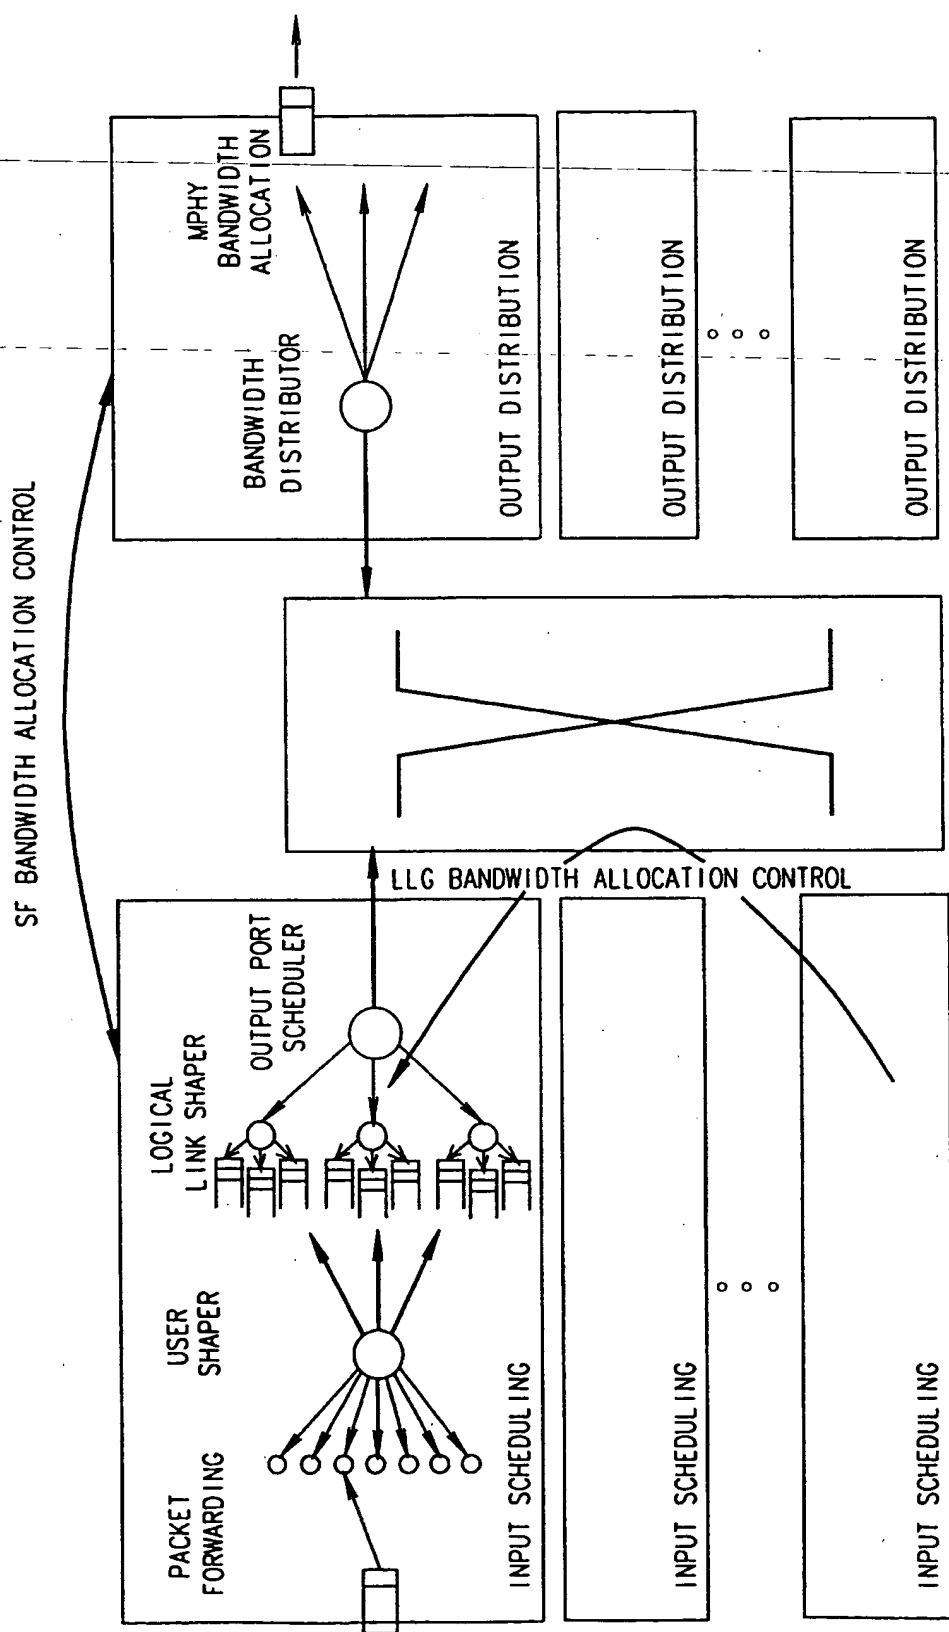 SF BANDWIDTH ALLOCATION CONTROL
PACKET
FORWARDING
USER
SHAPER
LOGICAL
LINK SHAPER
OUTPUT PORT
SCHEDULER
INPUT SCHEDULING
INPUT SCHEDULING
INPUT SCHEDULING
LLG BANDWIDTH ALLOCATION CONTROL
BANDWIDTH
DISTRIBUTOR
MPHY
BANDWIDTH
ALLOCATION
OUTPUT DISTRIBUTION
OUTPUT DISTRIBUTION
OUTPUT DISTRIBUTION